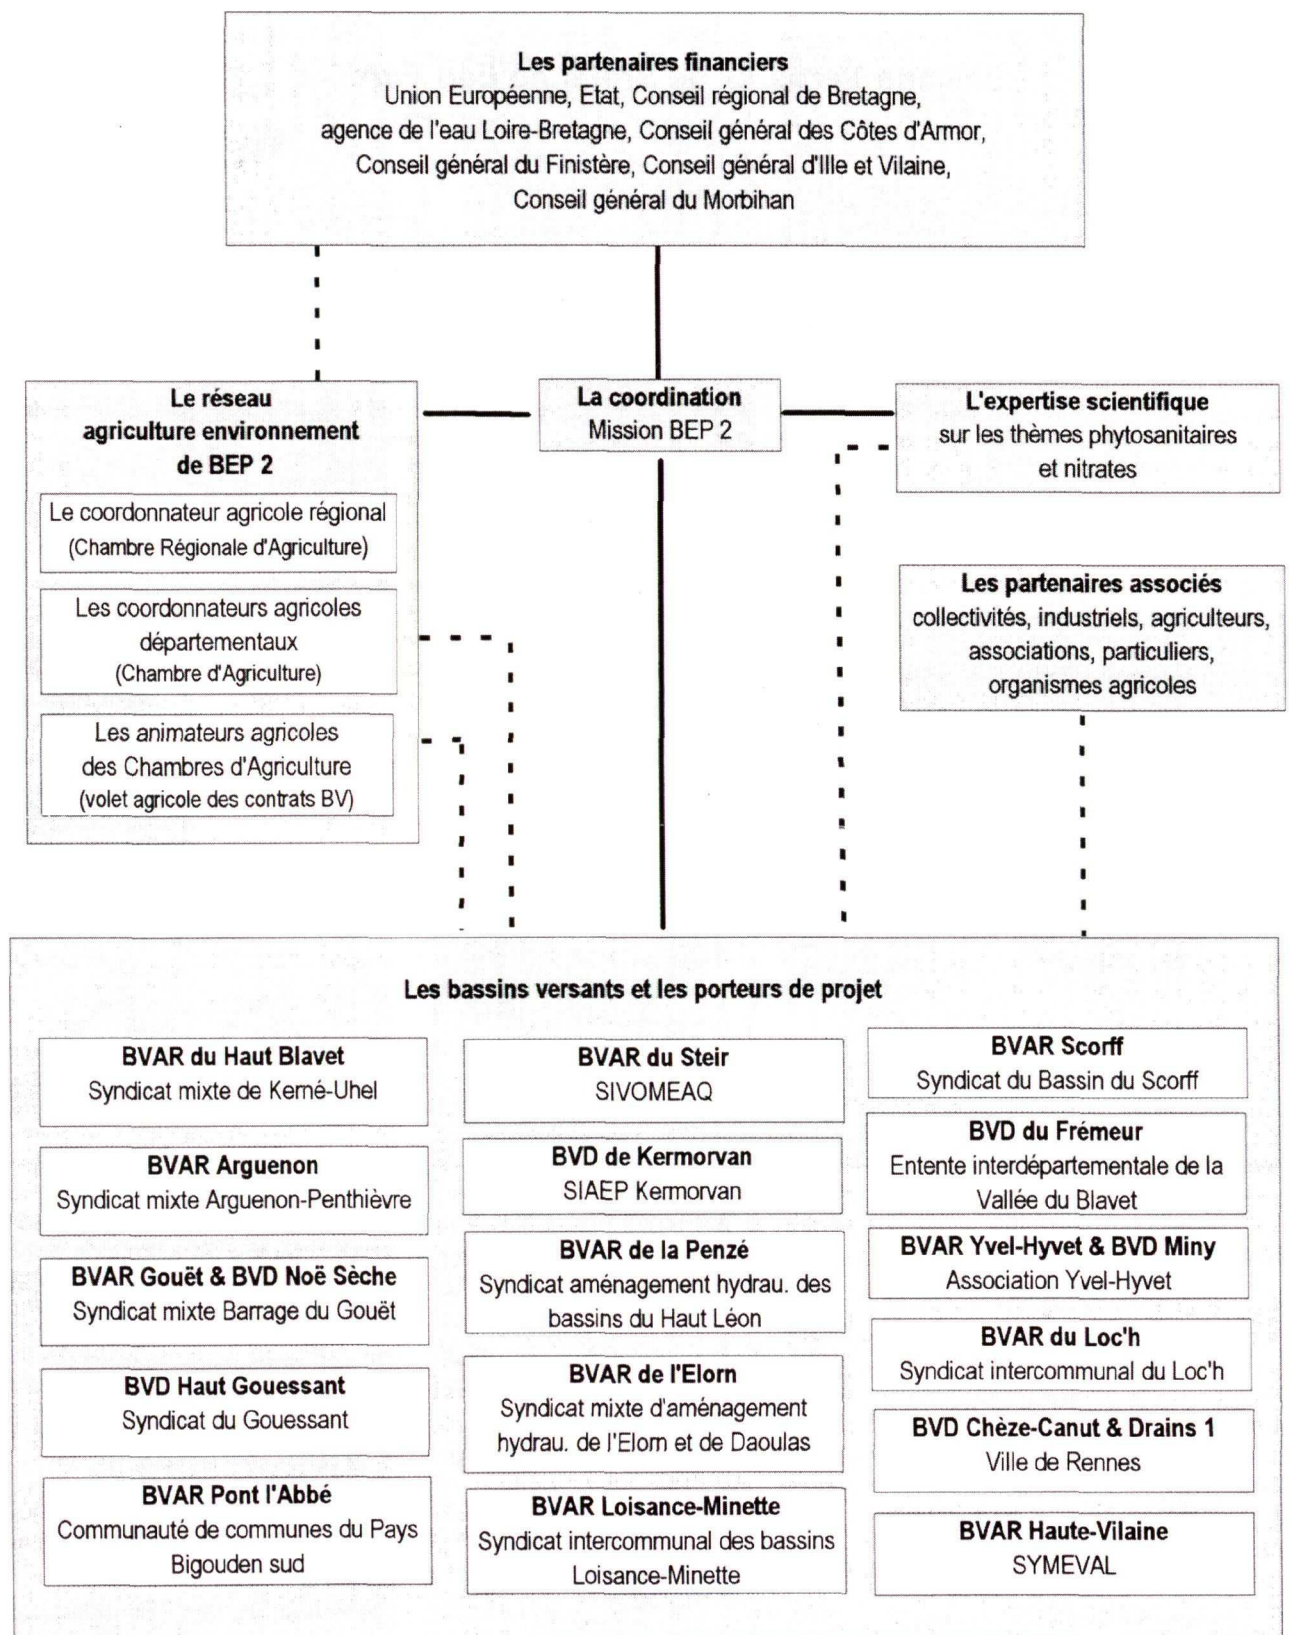 Les partenaires financiers
Union Européenne, Etat, Conseil régional de Bretagne,
agence de l'eau Loire-Bretagne, Conseil général des Côtes d'Armor,
Conseil général du Finistère, Conseil général d'Ille et Vilaine,
Conseil général du Morbihan
Le réseau
agriculture environnement
de BEP 2
Le coordonnateur agricole régional
(Chambre Régionale d'Agriculture)
Les coordonnateurs agricoles
départementaux
(Chambre d'Agriculture)
Les animateurs agricoles
des Chambres d'Agriculture
(volet agricole des contrats BV)
La coordination
Mission BEP 2
L'expertise scientifique
sur les thèmes phytosanitaires
et nitrates
Les partenaires associés
collectivités, industriels, agriculteurs,
associations, particuliers,
organismes agricoles
Les bassins versants et les porteurs de projet
BVAR du Haut Blavet
Syndicat mixte de Kerné-Uhel
BVAR Arguenon
Syndicat mixte Arguenon-Penthièvre
BVAR Gouët & BVD Noë Sèche
Syndicat mixte Barrage du Gouët
BVD Haut Gouessant
Syndicat du Gouessant
BVAR Pont l'Abbé
Communauté de communes du Pays
Bigouden sud
BVAR du Steir
SIVOMEAQ
BVD de Kermorvan
SIAEP Kermorvan
BVAR de la Penzé
Syndicat aménagement hydrau. des
bassins du Haut Léon
BVAR de l'Elorn
Syndicat mixte d'aménagement
hydrau. de l'Elorn et de Daoulas
BVAR Loisance-Minette
Syndicat intercommunal des bassins
Loisance-Minette
BVAR Scorff
Syndicat du Bassin du Scorff
BVD du Frémeur
Entente interdépartementale de la
Vallée du Blavet
BVAR Yvel-Hyvet & BVD Miny
Association Yvel-Hyvet
BVAR du Loc'h
Syndicat intercommunal du Loc'h
BVD Chèze-Canut & Drains 1
Ville de Rennes
BVAR Haute-Vilaine
SYMEVAL